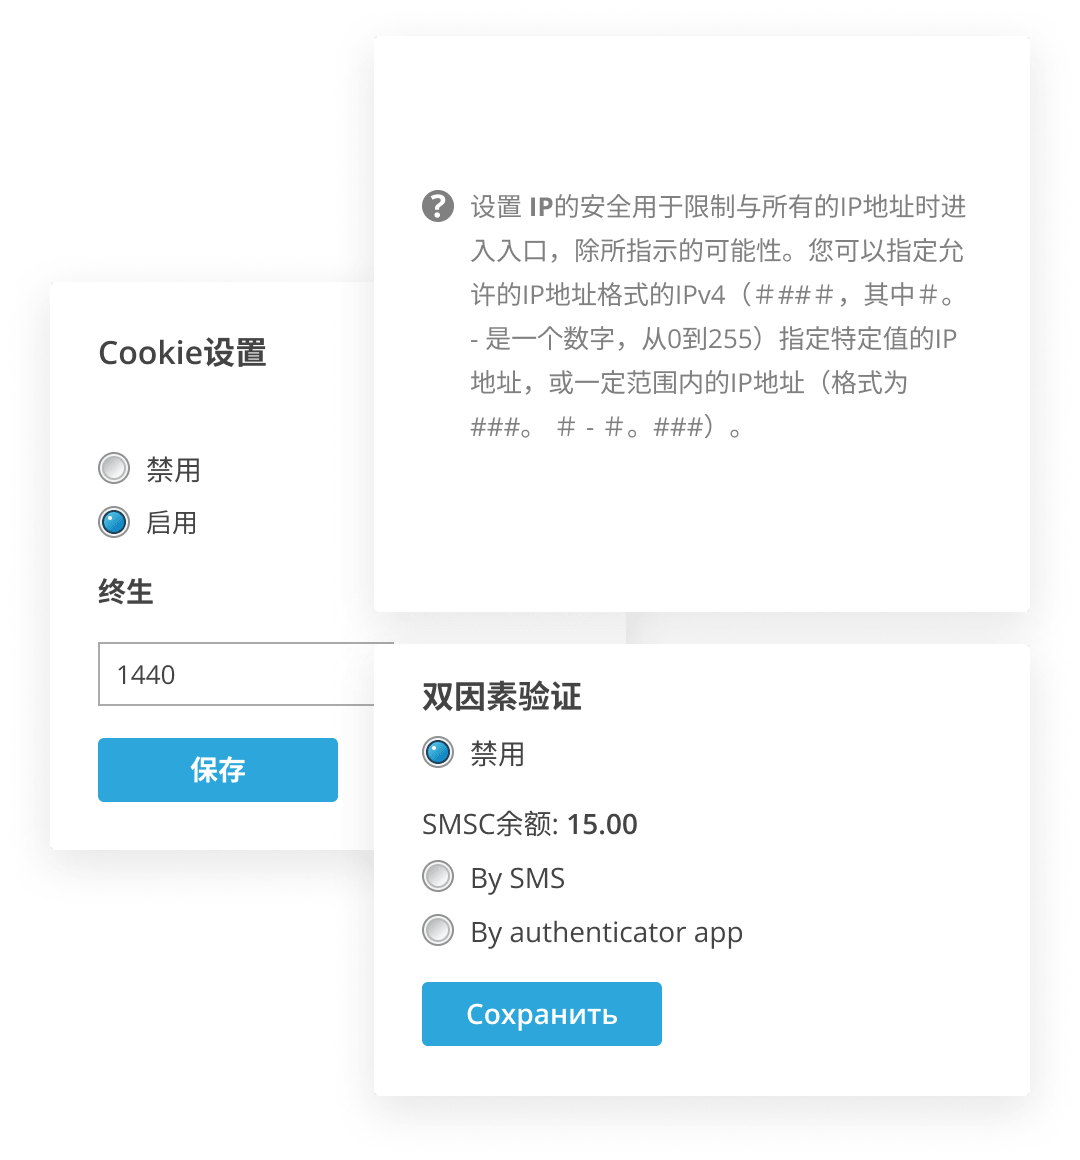 设置 IP的安全用于限制与所有的IP地址时进
入入口，除所指示的可能性。您可以指定允
许的IP地址格式的IPv4（＃##＃，其中＃。
- 是一个数字，从0到255）指定特定值的IP
地址，或一定范围内的IP地址（格式为
###。 ＃ - ＃。###）。
Cookie设置
禁用
启用
终生
1440
保存
双因素验证
禁用
SMSC余额: 15.00
By SMS
By authenticator app
Сохранить